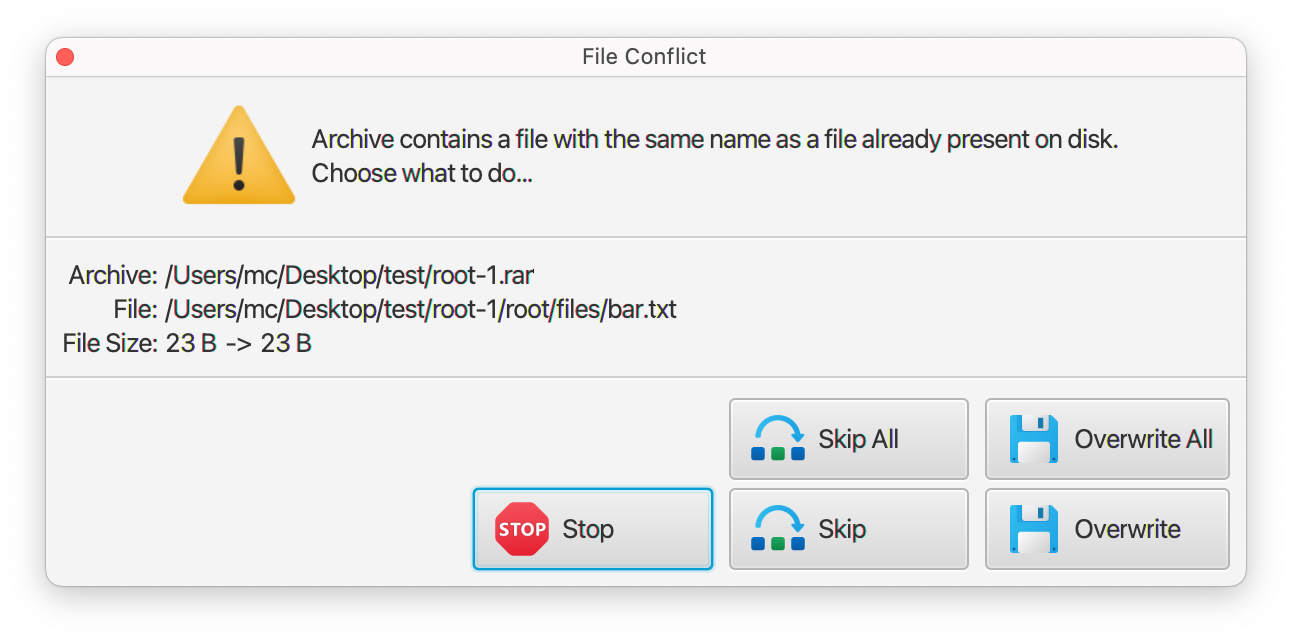 File Conflict
Archive contains a file with the same name as a file already present on disk.
Choose what to do...
Archive: /Users/mc/Desktop/test/root-1.rar
File: /Users/mc/Desktop/test/root-1/root/files/bar.txt
File Size: 23 B -> 23 B
Skip All
Overwrite All
STOP Stop
Skip
Overwrite